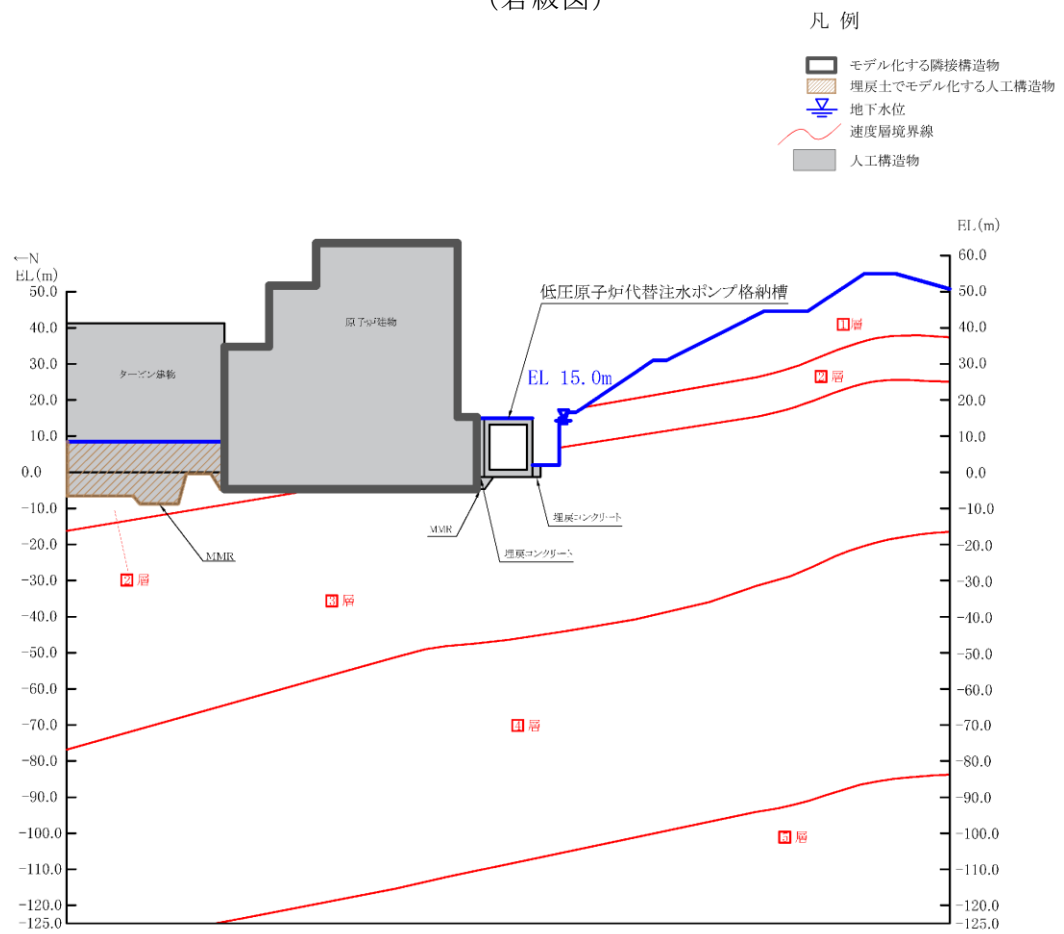 (岩級図)
凡 例
モデル化する隣接構造物
埋戻土でモデル化する人工構造物
地下水位
速度層境界線
人工構造物
←N
EL(m)
50.0
40.0
30.0
20.0
10.0
0.0
-10.0
-20.0
-30.0
-40.0
-50.0
-60.0
-70.0
-80.0
-90.0
-100.0
-110.0
-120.0
-125.0
タービン建物
原子炉建物
低圧原子炉代替注水ポンプ格納槽
EL 15.0m
MMR
MMR
埋戻コンクリート
埋戻コンクリート
1層
2層
2層
3層
4層
5層
EL(m)
60.0
50.0
40.0
30.0
20.0
10.0
0.0
-10.0
-20.0
-30.0
-40.0
-50.0
-60.0
-70.0
-80.0
-90.0
-100.0
-110.0
-120.0
-125.0